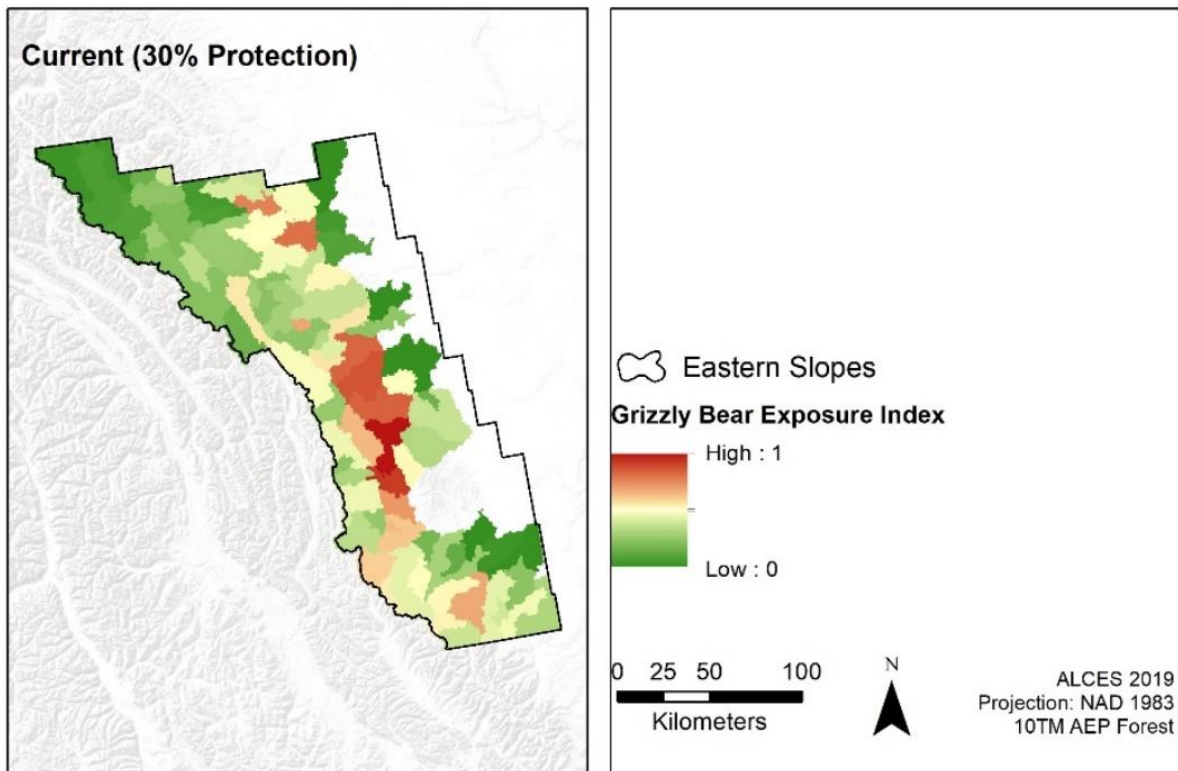 Current (30% Protection)
Eastern Slopes
Grizzly Bear Exposure Index
High : 1
Low : 0
0 25 50 100
Kilometers
N
ALCES 2019
Projection: NAD 1983
10TM AEP Forest